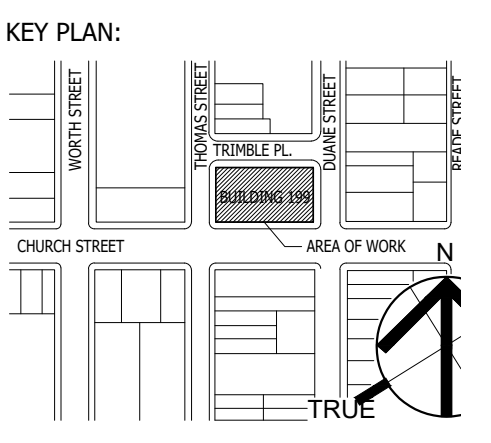 KEY PLAN:
WORTH STREET
THOMAS STREET
DUANE STREET
READE STREET
TRIMBLE PL.
BUILDING 199
CHURCH STREET
AREA OF WORK
N
TRUE